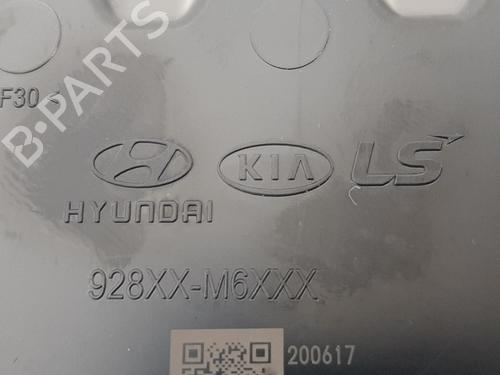 B-PARTS
F30<
KIA LS
HYUNDAI
928XX-M6XXX
200617